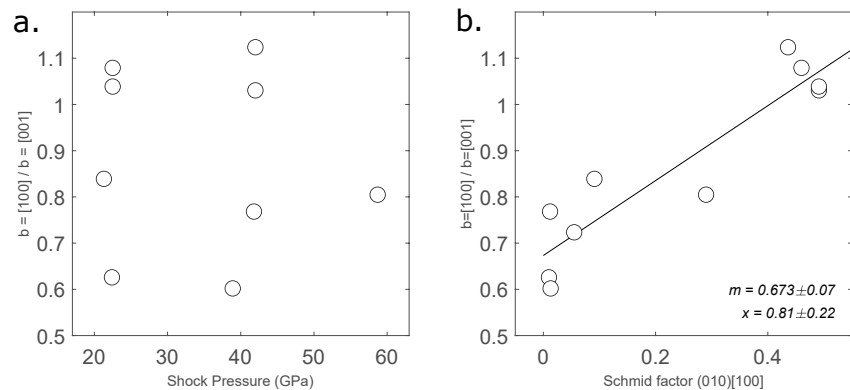 a.
1.1
1
0.9
0.8
0.7
0.6
0.5
b = [100] / b = [001]
20
30
40
50
60
Shock Pressure (GPa)
b.
1.1
1
0.9
0.8
0.7
0.6
0.5
b=[100] / b=[001]
m = 0.673±0.07
x = 0.81±0.22
0
0.2
0.4
Schmid factor (010)[100]